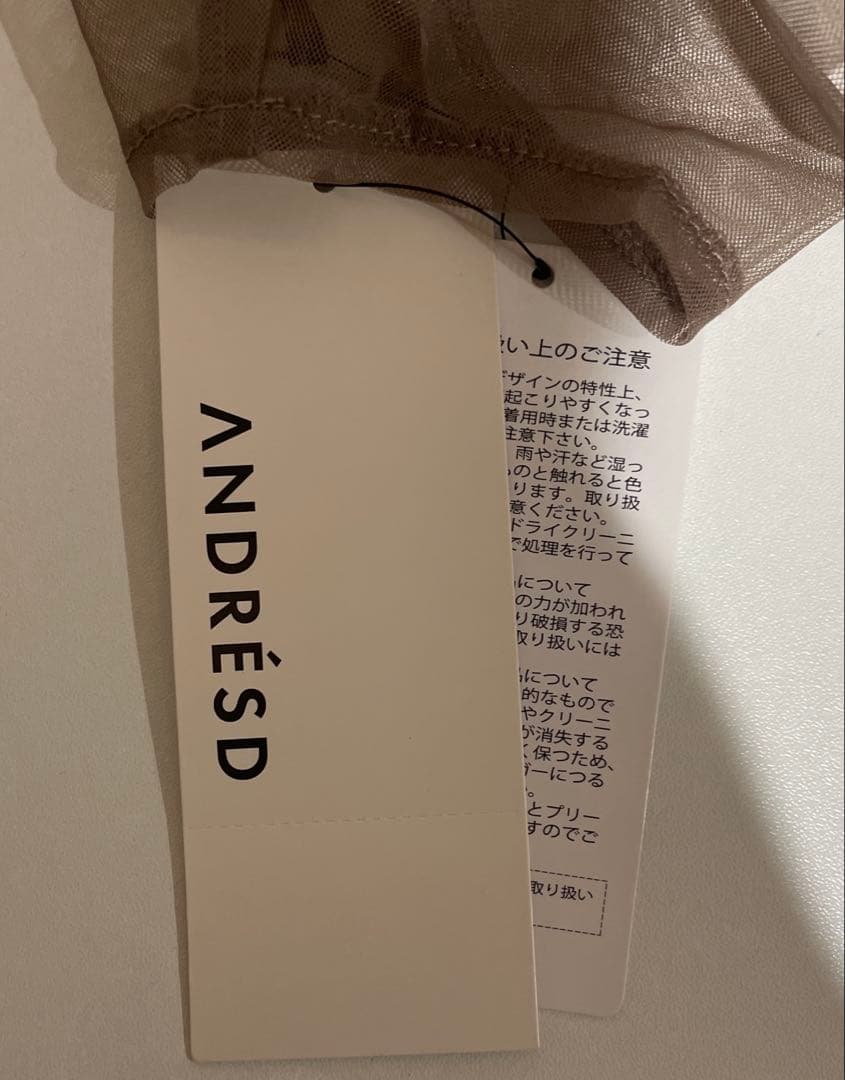 ANDRÉSD
い上のご注意
デザインの特性上、
起こりやすくなっ
着用時または洗濯
注意下さい。
雨や汗など湿っ
ものと触れると色
ります。取り扱
意ください。
ドライクリーニ
で処理を行って
について
の力が加われ
り破損する恐
取り扱いには
について
的なもので
やクリーニ
が消失する
く保つため、
ガーにつる
。
とプリー
すのでご
取り扱い